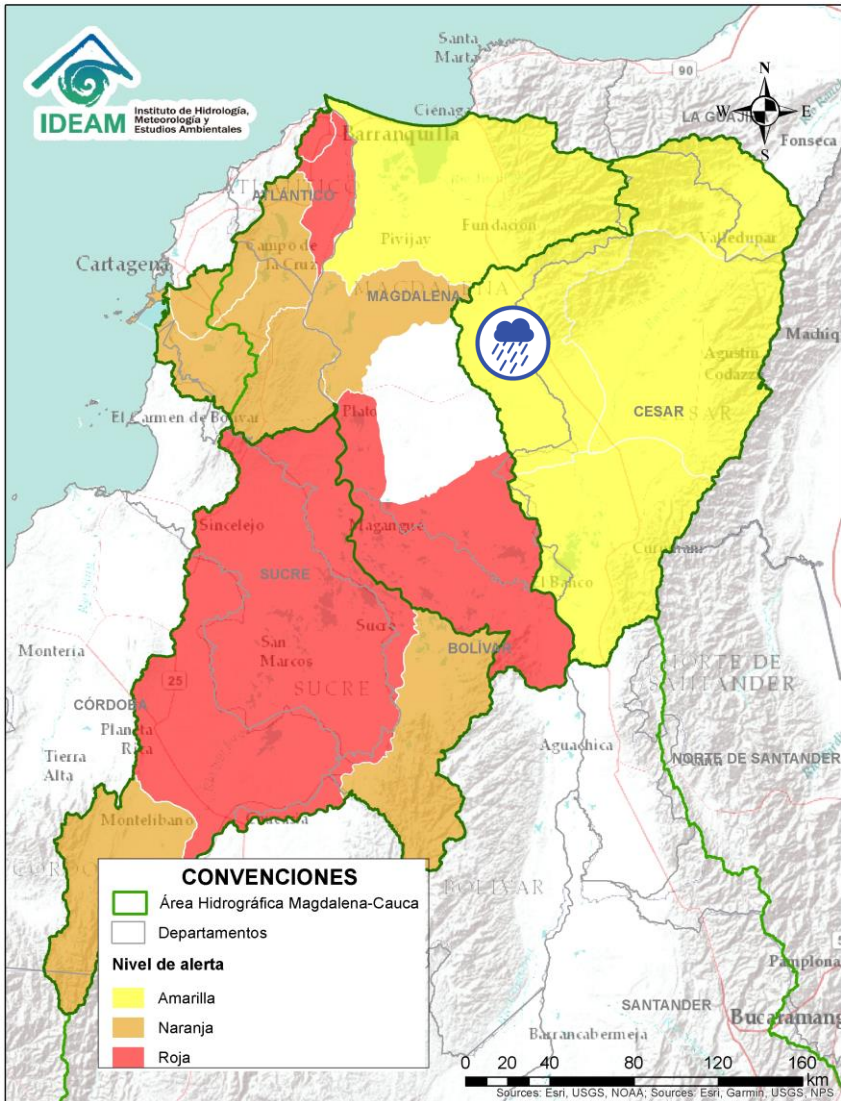 IDEAM
Instituto de Hidrología,
Meteorología y
Estudios Ambientales
Santa
Marta
90
N
E
S
Ciénaga
LA GUAJI
Fonseca
Barranquilla
ATLÁNTICO
Pivijay
Fundación
Valledupar
Campo de
la Cruz
Cartagena
MAGDALENA
Machiq
Agustín
Codazzi
Plato
El Carmen de Bolívar
CESAR
Sincelejo
Magangué
SUCRE
El Banco
Sucre
San
Marcos
BOLÍVAR
SUCRE
Montería
25
NORTE DE
SANTANDER
CÓRDOBA
Planeta
Rica
Tierra
Alta
Aguachica
NORTE DE SANTANDER
Montelíbano
BOLÍVAR
CONVENCIONES
Área Hidrográfica Magdalena-Cauca
Departamentos
Nivel de alerta
Amarilla
Naranja
Roja
Pamplona
SANTANDER
Bucaramang
Barrancabermeja
0 20 40 80 120 160
km
Sources: Esri, USGS, NOAA; Sources: Esri, Garmin, USGS, NPS